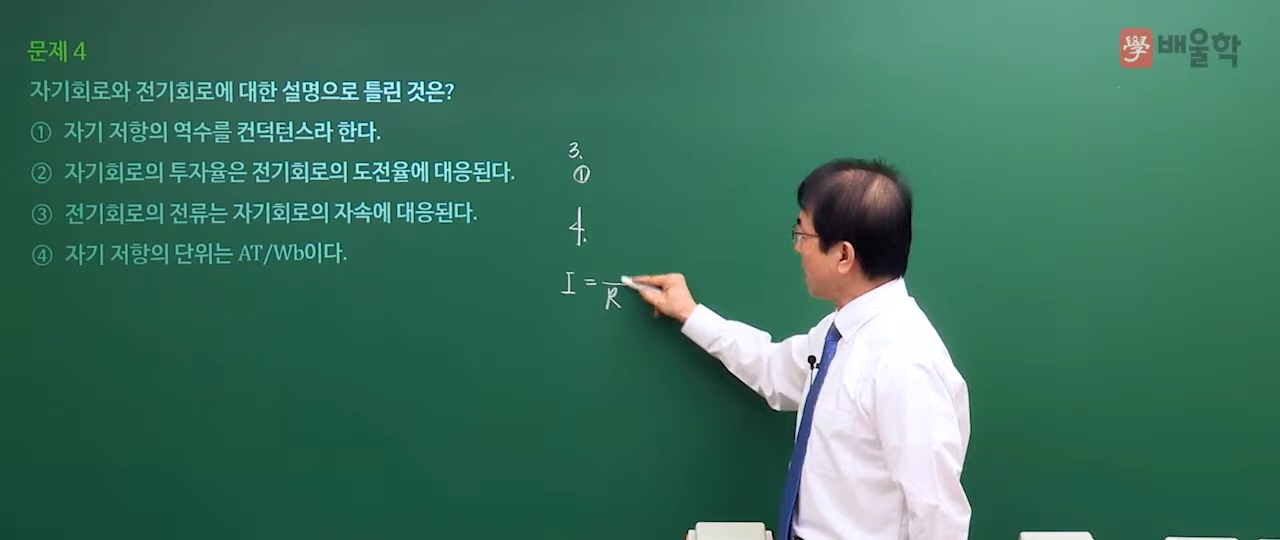 문제 4
자기회로와 전기회로에 대한 설명으로 틀린 것은?
① 자기 저항의 역수를 컨덕턴스라 한다.
② 자기회로의 투자율은 전기회로의 도전율에 대응된다.
③ 전기회로의 전류는 자기회로의 자속에 대응된다.
④ 자기 저항의 단위는 AT/Wb이다.
3.
①
4.
I = ― R
學 배울학